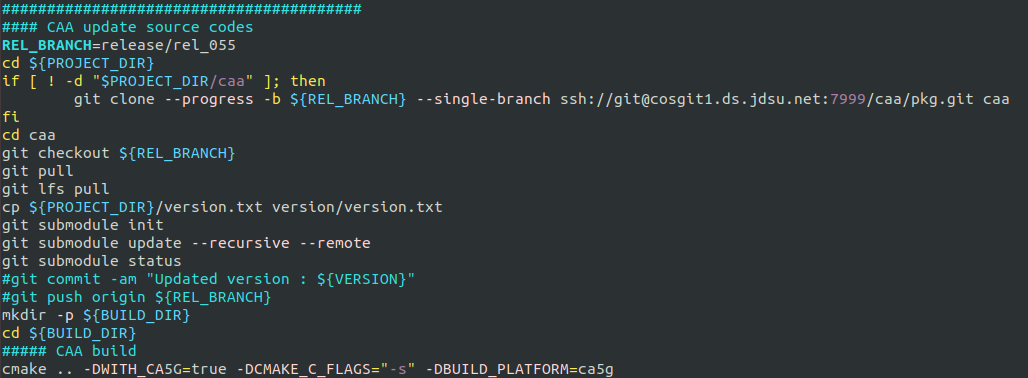 ########################################
#### CAA update source codes
REL_BRANCH=release/rel_055
cd ${PROJECT_DIR}
if [ ! -d "$PROJECT_DIR/caa" ]; then
        git clone --progress -b ${REL_BRANCH} --single-branch ssh://git@cosgit1.ds.jdsu.net:7999/caa/pkg.git caa
fi
cd caa
git checkout ${REL_BRANCH}
git pull
git lfs pull
cp ${PROJECT_DIR}/version.txt version/version.txt
git submodule init
git submodule update --recursive --remote
git submodule status
#git commit -am "Updated version : ${VERSION}"
#git push origin ${REL_BRANCH}
mkdir -p ${BUILD_DIR}
cd ${BUILD_DIR}
##### CAA build
cmake .. -DWITH_CA5G=true -DCMAKE_C_FLAGS="-s" -DBUILD_PLATFORM=ca5g